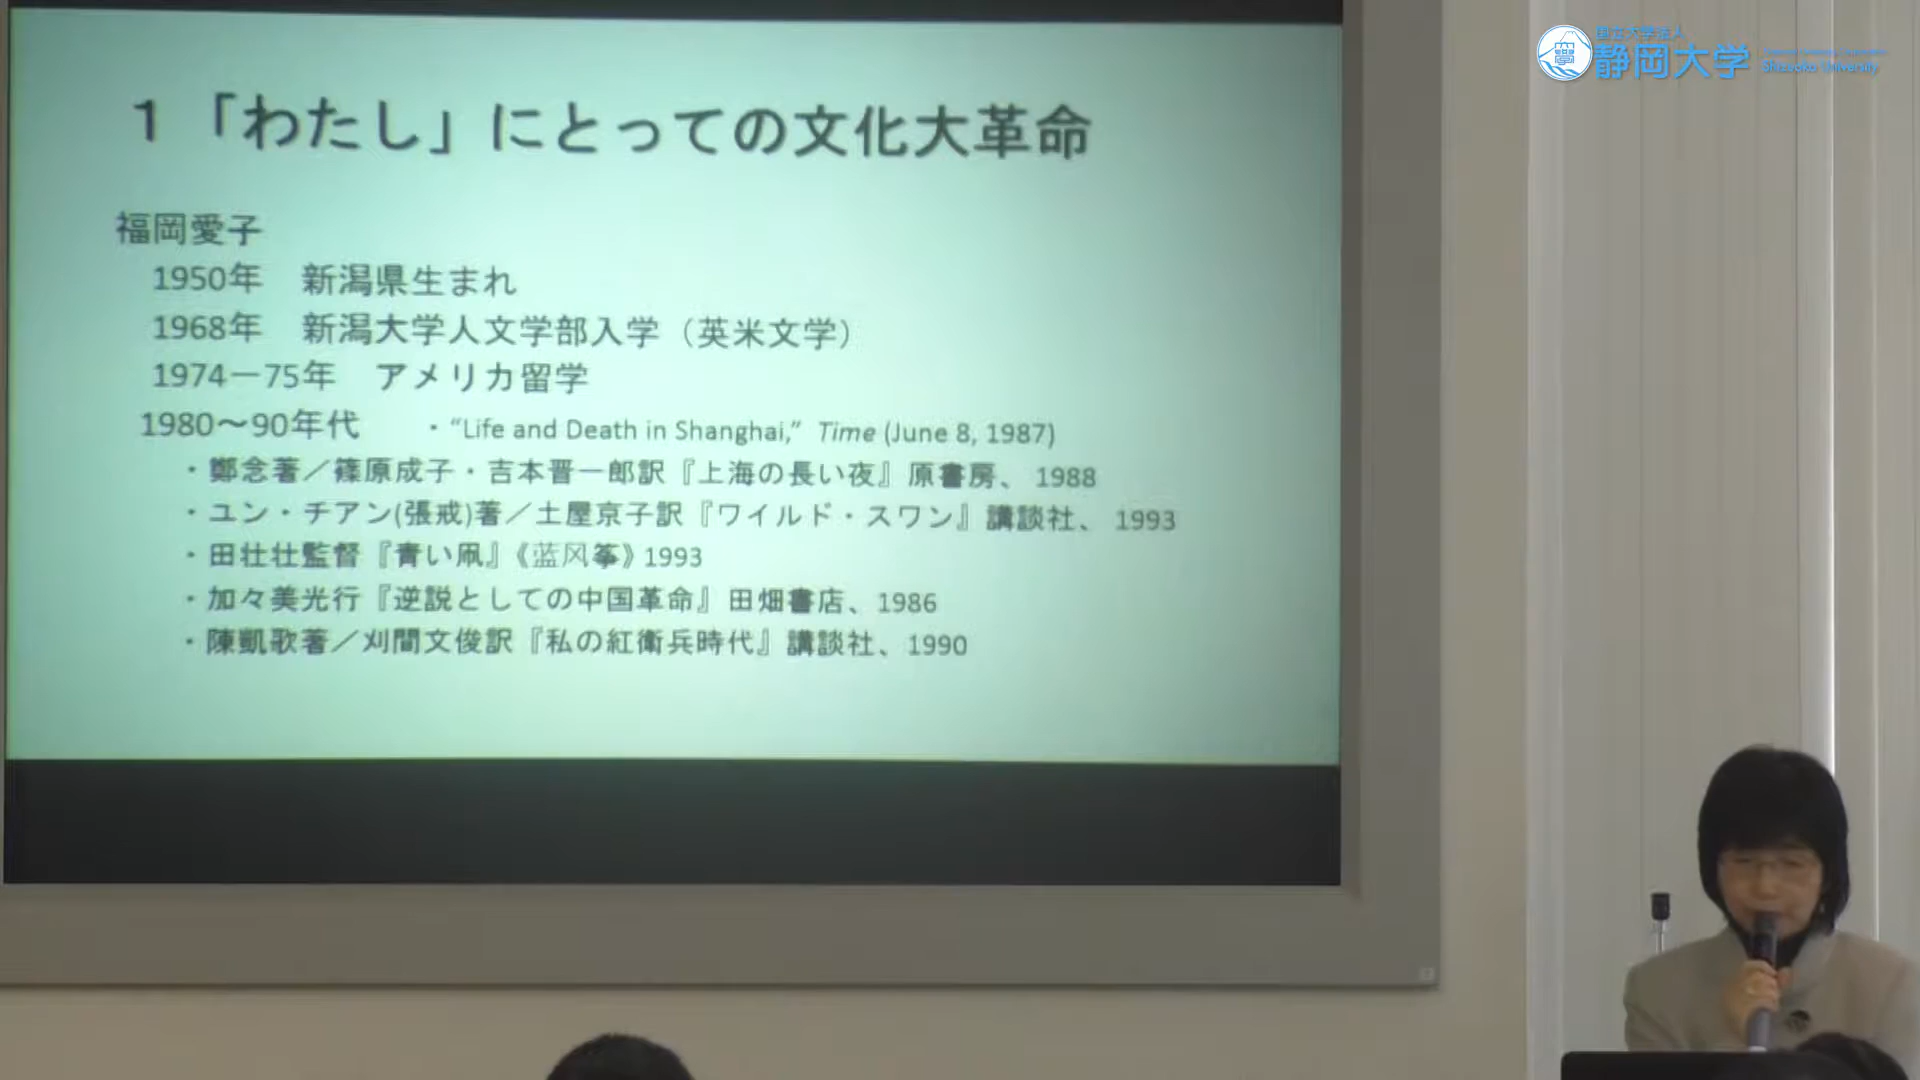 国立大学法人
静岡大学
Shizuoka University
1 「わたし」にとっての文化大革命
福岡愛子
1950年 新潟県生まれ
1968年 新潟大学人文学部入学（英米文学）
1974－75年 アメリカ留学
1980～90年代 ・“Life and Death in Shanghai,” Time (June 8, 1987)
・鄭念著／篠原成子・吉本晋一郎訳『上海の長い夜』原書房、1988
・ユン・チアン(張戒)著／土屋京子訳『ワイルド・スワン』講談社、1993
・田壮壮監督『青い凧』《蓝风筝》1993
・加々美光行『逆説としての中国革命』田畑書店、1986
・陳凱歌著／刈間文俊訳『私の紅衛兵時代』講談社、1990